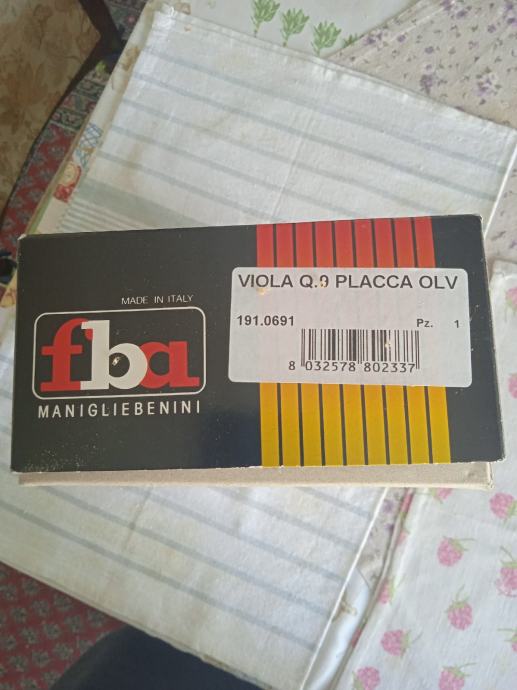 MADE IN ITALY
fba
MANIGLIEBENINI
VIOLA Q.9 PLACCA OLV
191.0691 Pz. 1
8 032578 802337